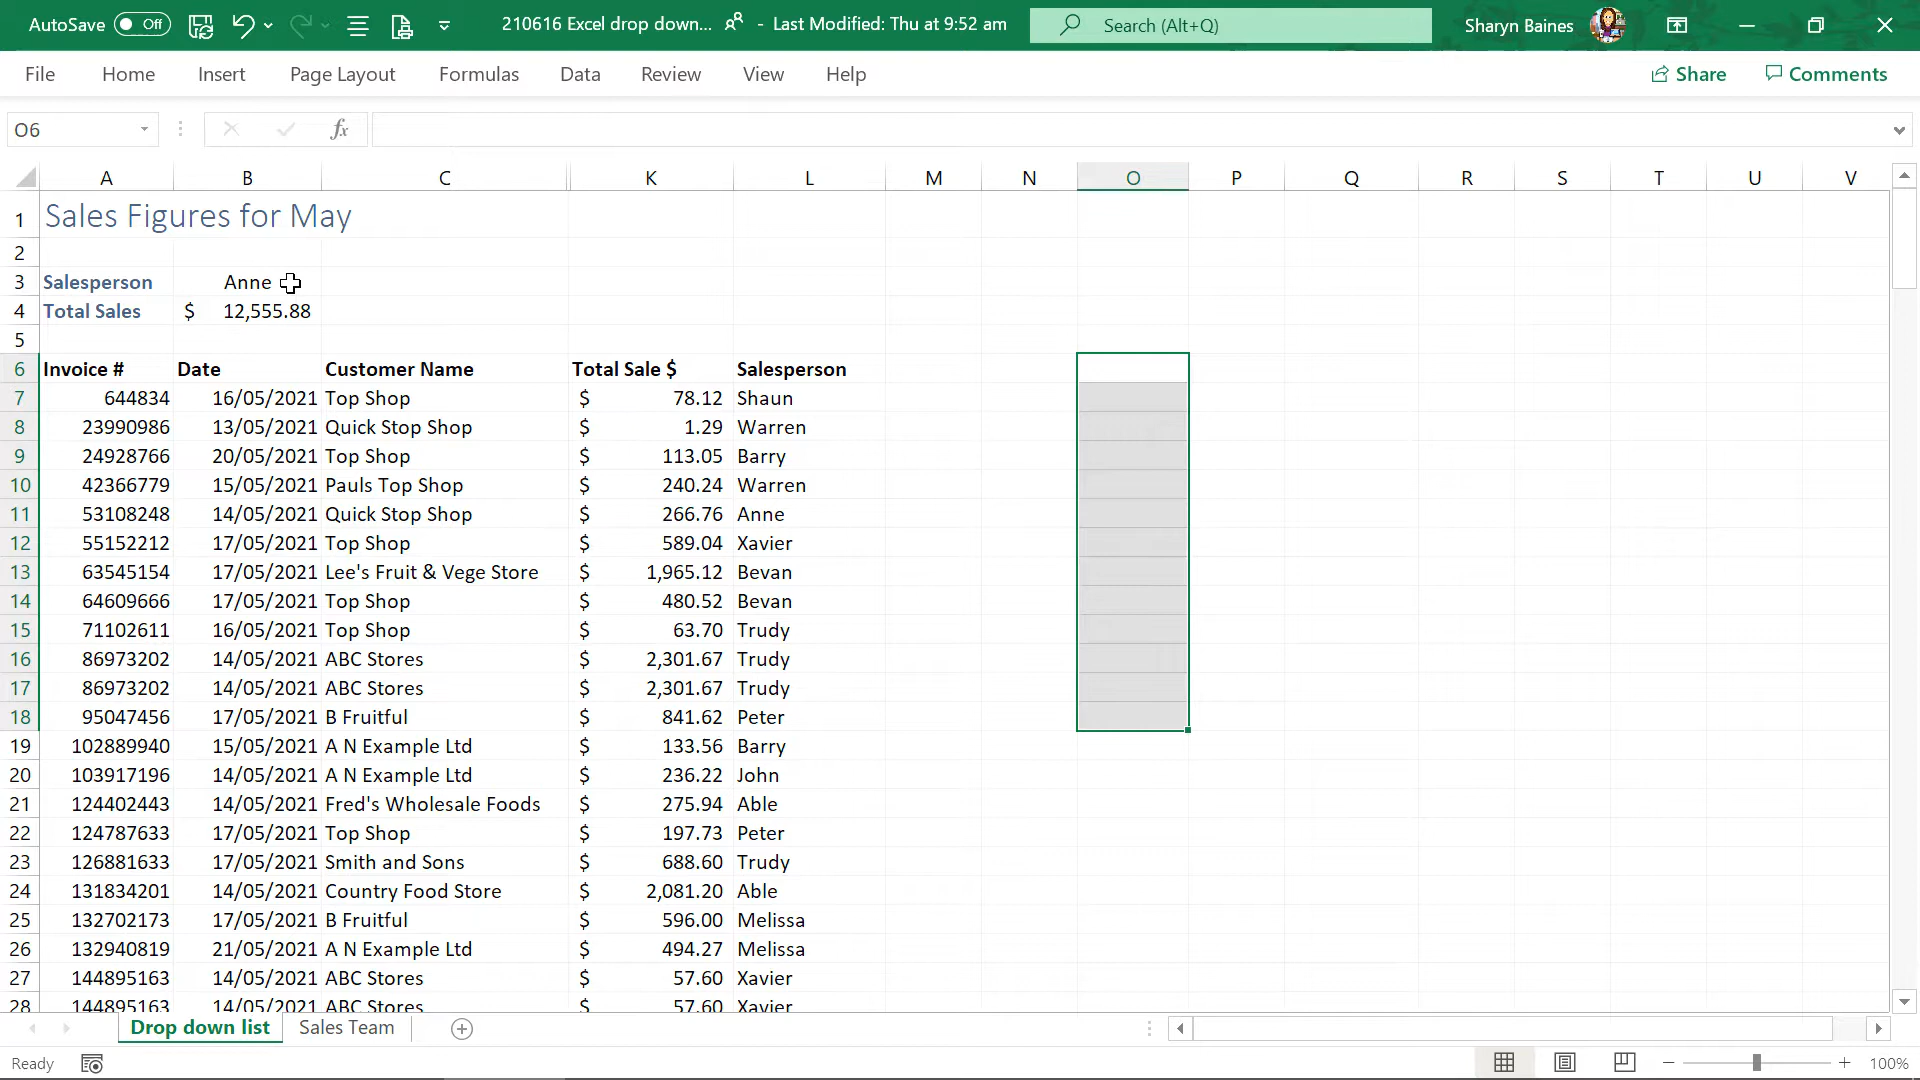 AutoSave Off 210616 Excel drop down... - Last Modified: Thu at 9:52 am Search (Alt+Q) Sharyn Baines
File Home Insert Page Layout Formulas Data Review View Help Share Comments
O6 fx
A B C K L M N O P Q R S T U V
1 Sales Figures for May
2
3 Salesperson Anne
4 Total Sales $ 12,555.88
5
6 Invoice # Date Customer Name Total Sale $ Salesperson
7 644834 16/05/2021 Top Shop $ 78.12 Shaun
8 23990986 13/05/2021 Quick Stop Shop $ 1.29 Warren
9 24928766 20/05/2021 Top Shop $ 113.05 Barry
10 42366779 15/05/2021 Pauls Top Shop $ 240.24 Warren
11 53108248 14/05/2021 Quick Stop Shop $ 266.76 Anne
12 55152212 17/05/2021 Top Shop $ 589.04 Xavier
13 63545154 17/05/2021 Lee's Fruit & Vege Store $ 1,965.12 Bevan
14 64609666 17/05/2021 Top Shop $ 480.52 Bevan
15 71102611 16/05/2021 Top Shop $ 63.70 Trudy
16 86973202 14/05/2021 ABC Stores $ 2,301.67 Trudy
17 86973202 14/05/2021 ABC Stores $ 2,301.67 Trudy
18 95047456 17/05/2021 B Fruitful $ 841.62 Peter
19 102889940 15/05/2021 A N Example Ltd $ 133.56 Barry
20 103917196 14/05/2021 A N Example Ltd $ 236.22 John
21 124402443 14/05/2021 Fred's Wholesale Foods $ 275.94 Able
22 124787633 17/05/2021 Top Shop $ 197.73 Peter
23 126881633 17/05/2021 Smith and Sons $ 688.60 Trudy
24 131834201 14/05/2021 Country Food Store $ 2,081.20 Able
25 132702173 17/05/2021 B Fruitful $ 596.00 Melissa
26 132940819 21/05/2021 A N Example Ltd $ 494.27 Melissa
27 144895163 14/05/2021 ABC Stores $ 57.60 Xavier
28 144895163 14/05/2021 ABC Stores $ 57.60 Xavier
Drop down list Sales Team
Ready 100%